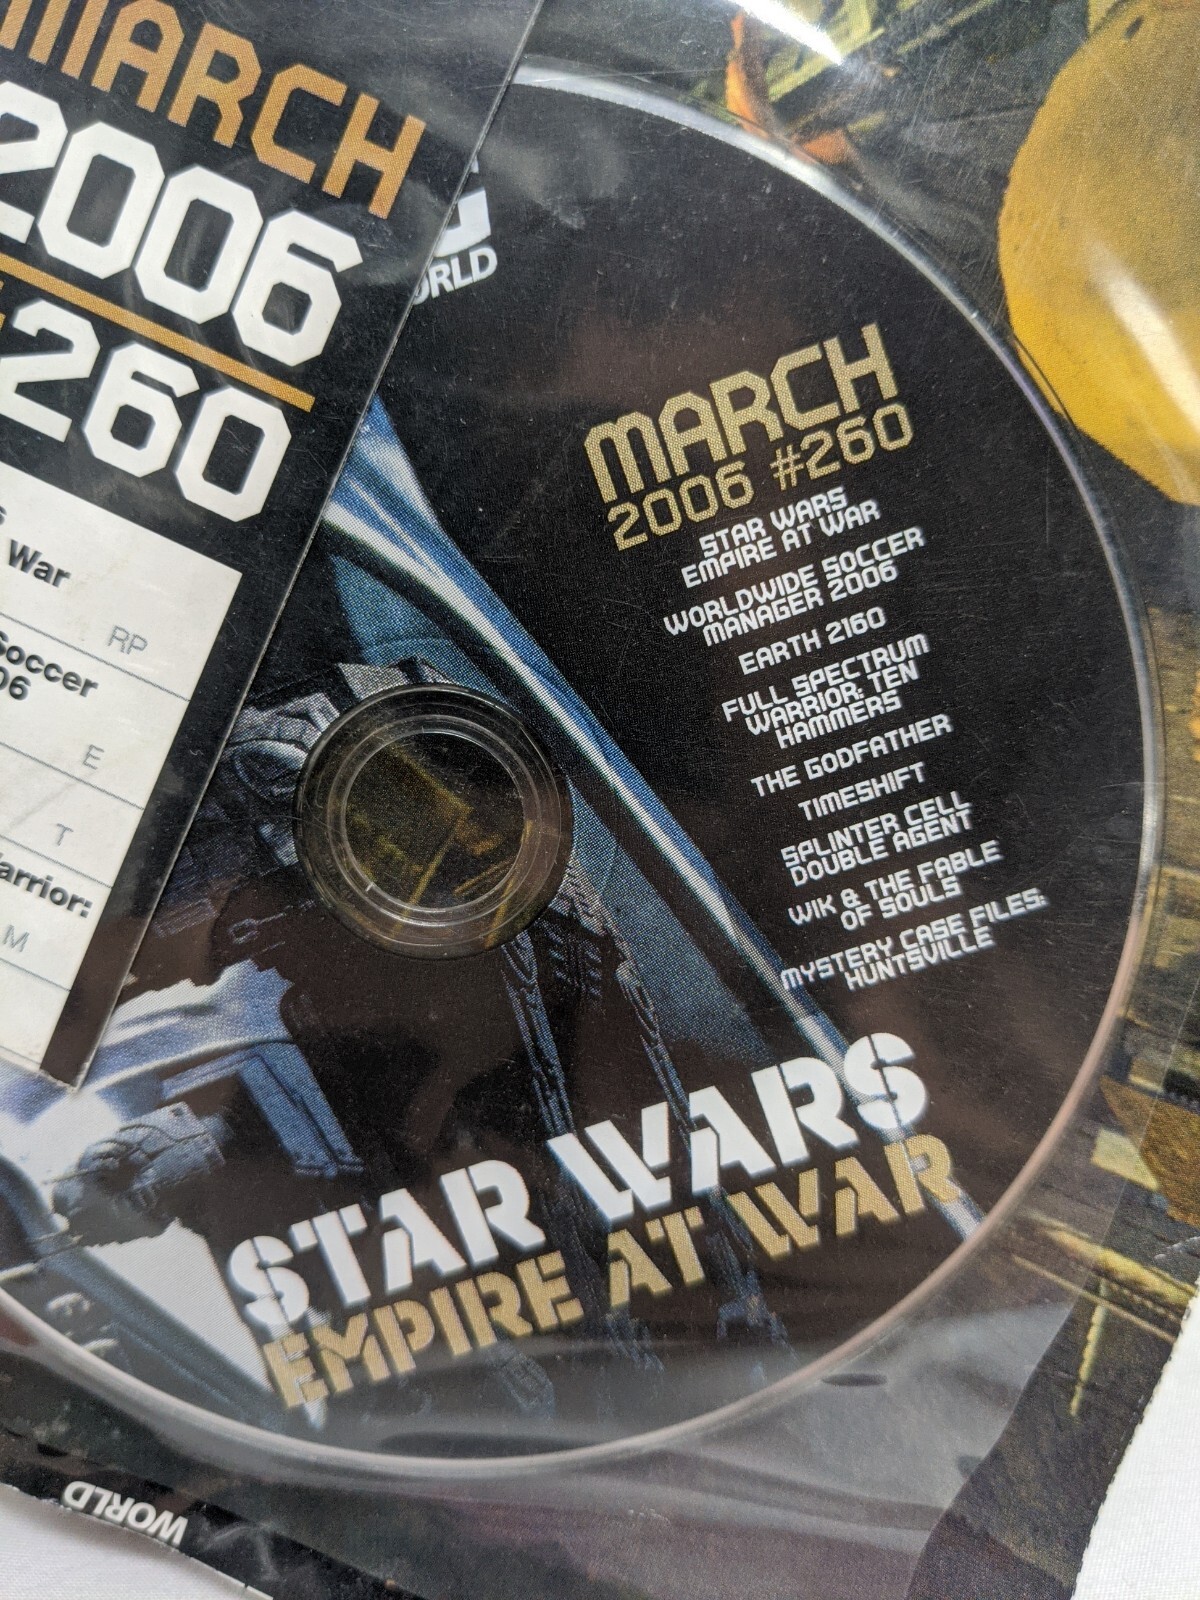 MARCH
2006
#260
War
RP
Soccer
06
E
T
Warrior:
M
WORLD
MARCH
2006 #260
STAR WARS
EMPIRE AT WAR
WORLDWIDE SOCCER
MANAGER 2006
EARTH 2160
FULL SPECTRUM
WARRIOR: TEN
HAMMERS
THE GODFATHER
TIMESHIFT
SPLINTER CELL
DOUBLE AGENT
WIK & THE FABLE
OF SOULS
MYSTERY CASE FILES:
HUNTSVILLE
STAR WARS
EMPIRE AT WAR
WORLD